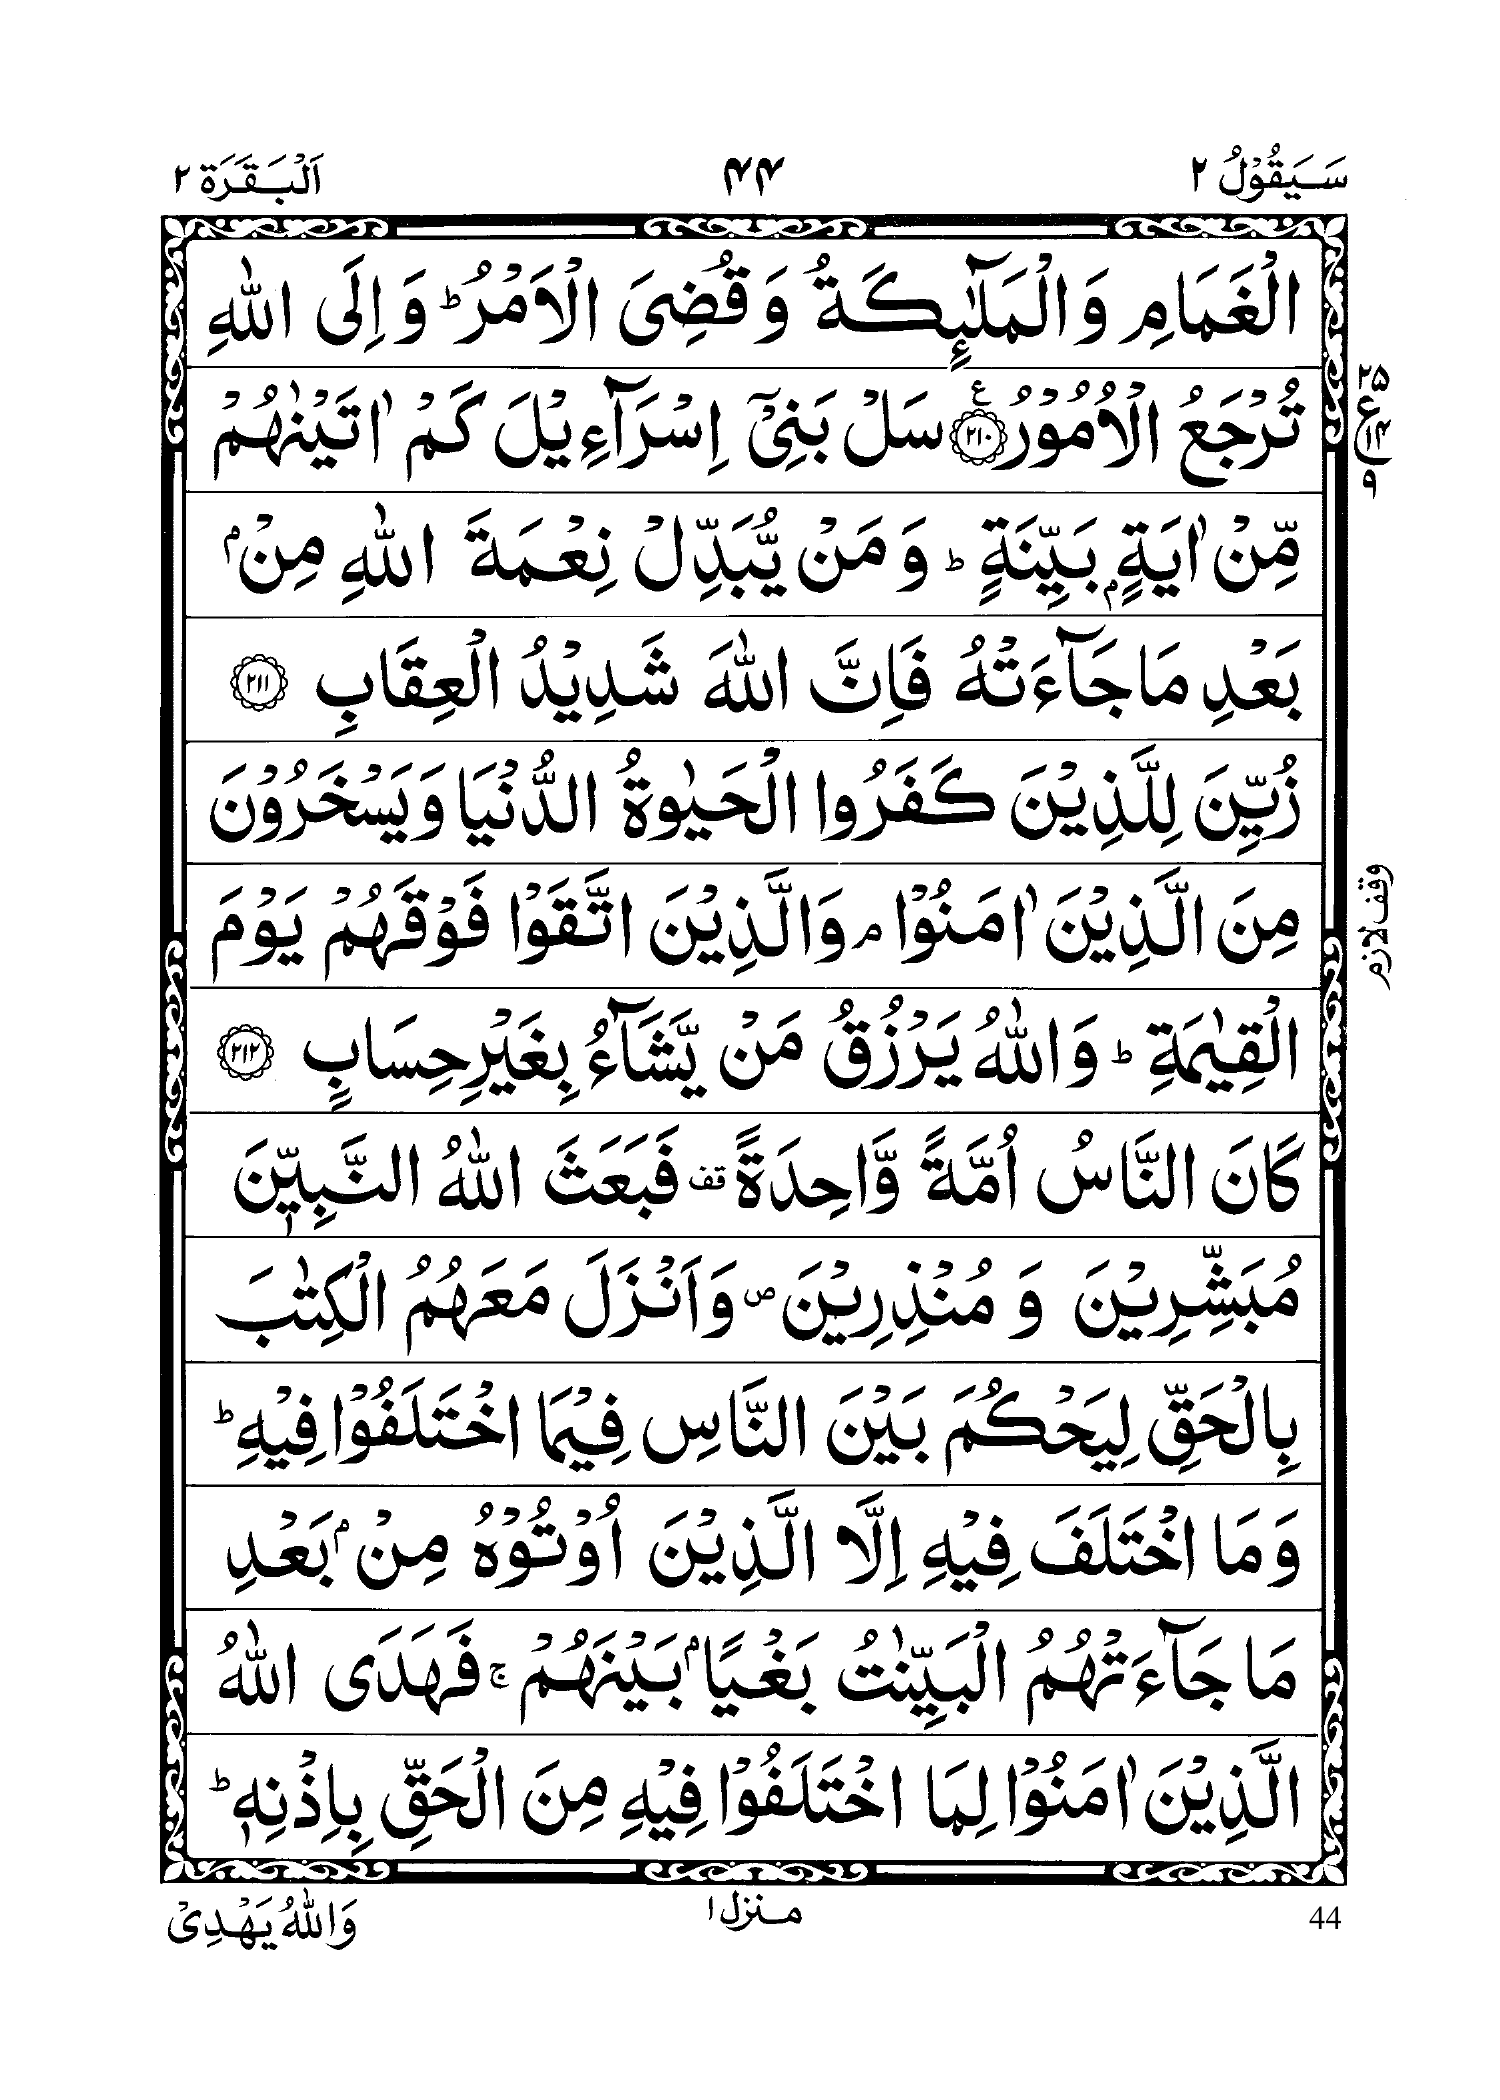 سَيَقُوْلُ ٢
۴۴
اَلْبَقَرَة ٢
الْغَمَامِ وَالْمَلٰٓئِكَةُ وَ قُضِىَ الْاَمْرُ ؕ وَ اِلَى اللّٰهِ
تُرْجَعُ الْاُمُوْرُ ۝٢١٠ ع سَلْ بَنِىْٓ اِسْرَآءِيْلَ كَمْ اٰتَيْنٰهُمْ
مِّنْ اٰيَةٍۭ بَيِّنَةٍ ؕ وَ مَنْ يُّبَدِّلْ نِعْمَةَ اللّٰهِ مِنْۢ
بَعْدِ مَا جَآءَتْهُ فَاِنَّ اللّٰهَ شَدِيْدُ الْعِقَابِ ۝٢١١
زُيِّنَ لِلَّذِيْنَ كَفَرُوا الْحَيٰوةُ الدُّنْيَا وَيَسْخَرُوْنَ
مِنَ الَّذِيْنَ اٰمَنُوْا ۘ وَالَّذِيْنَ اتَّقَوْا فَوْقَهُمْ يَوْمَ
الْقِيٰمَةِ ؕ وَاللّٰهُ يَرْزُقُ مَنْ يَّشَآءُ بِغَيْرِ حِسَابٍ ۝٢١٢
كَانَ النَّاسُ اُمَّةً وَّاحِدَةً قف فَبَعَثَ اللّٰهُ النَّبِيّٖنَ
مُبَشِّرِيْنَ وَ مُنْذِرِيْنَ ص وَاَنْزَلَ مَعَهُمُ الْكِتٰبَ
بِالْحَقِّ لِيَحْكُمَ بَيْنَ النَّاسِ فِيْمَا اخْتَلَفُوْا فِيْهِ ؕ
وَ مَا اخْتَلَفَ فِيْهِ اِلَّا الَّذِيْنَ اُوْتُوْهُ مِنْۢ بَعْدِ
مَا جَآءَتْهُمُ الْبَيِّنٰتُ بَغْيًۢا بَيْنَهُمْ ۚ فَهَدَى اللّٰهُ
الَّذِيْنَ اٰمَنُوْا لِمَا اخْتَلَفُوْا فِيْهِ مِنَ الْحَقِّ بِاِذْنِهٖ ؕ
٢۵
ع
١۴
٩
وقف لازم
وَاللّٰهُ يَهْدِىْ
منزل ١
44